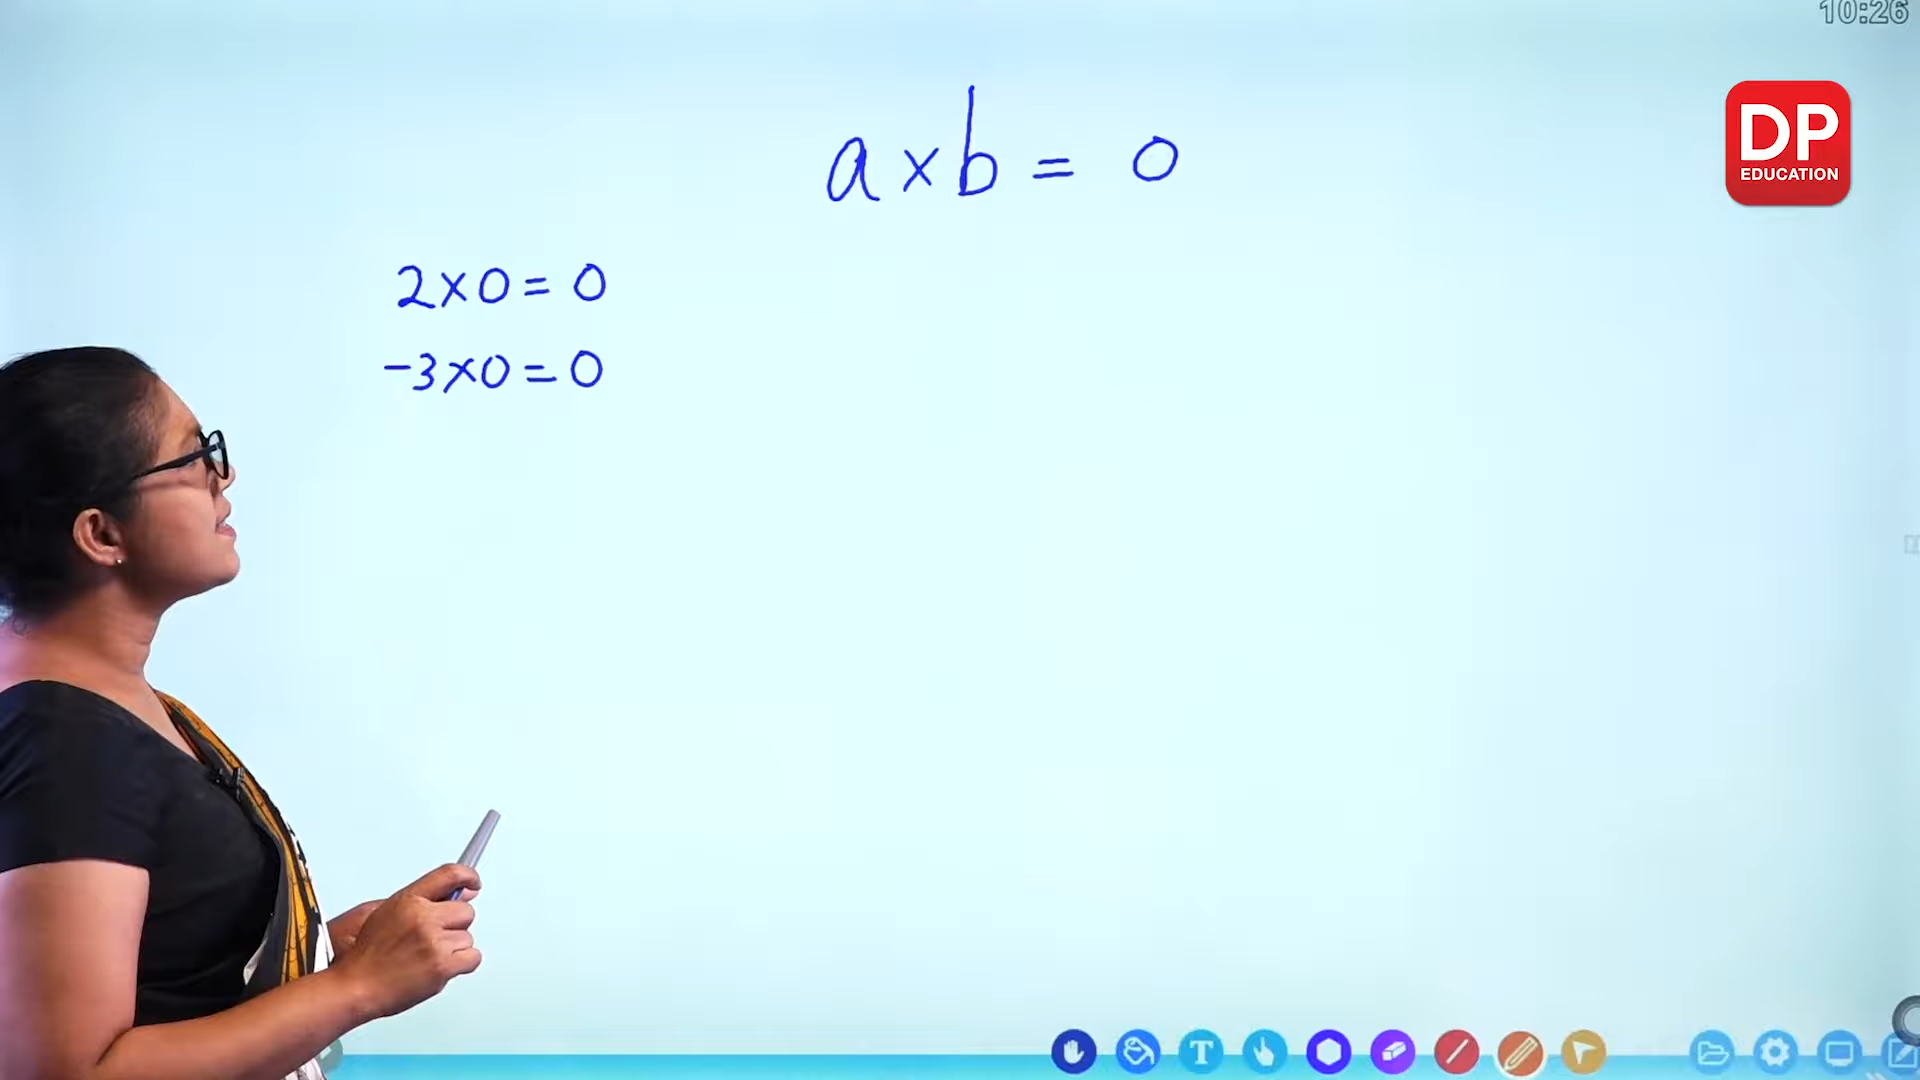 10:26
DP
EDUCATION
a × b = 0
2 × 0 = 0
-3 × 0 = 0
T